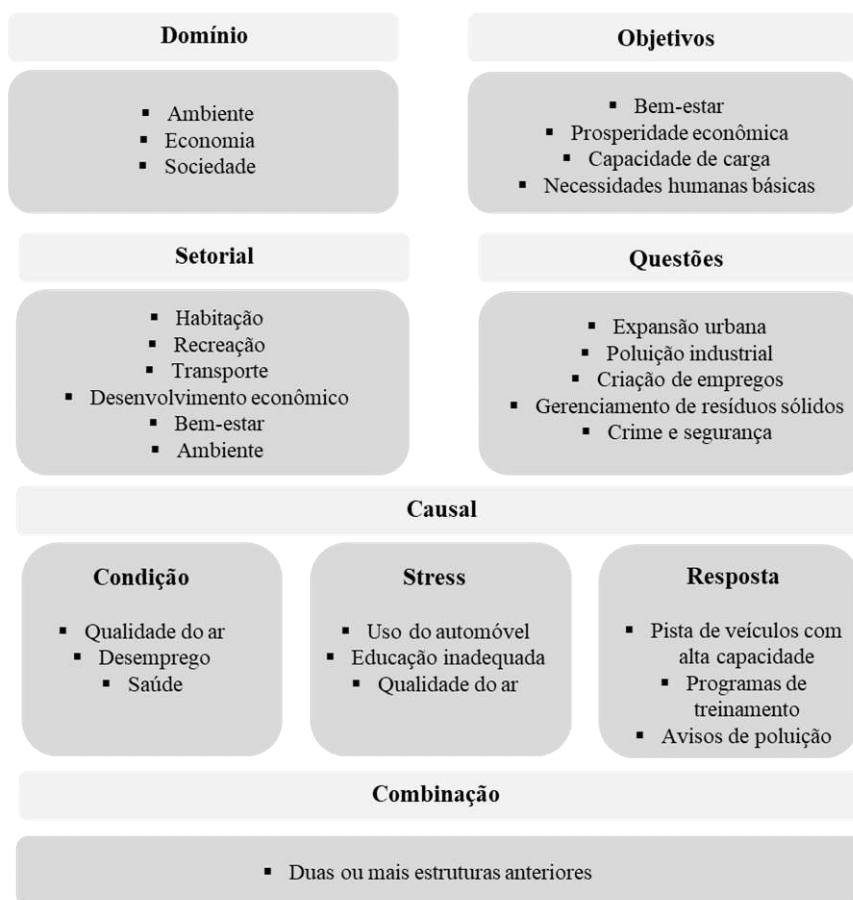 Domínio
▪ Ambiente
▪ Economia
▪ Sociedade
Objetivos
▪ Bem-estar
▪ Prosperidade econômica
▪ Capacidade de carga
▪ Necessidades humanas básicas
Setorial
▪ Habitação
▪ Recreação
▪ Transporte
▪ Desenvolvimento econômico
▪ Bem-estar
▪ Ambiente
Questões
▪ Expansão urbana
▪ Poluição industrial
▪ Criação de empregos
▪ Gerenciamento de resíduos sólidos
▪ Crime e segurança
Causal
Condição
▪ Qualidade do ar
▪ Desemprego
▪ Saúde
Stress
▪ Uso do automóvel
▪ Educação inadequada
▪ Qualidade do ar
Resposta
▪ Pista de veículos com
alta capacidade
▪ Programas de
treinamento
▪ Avisos de poluição
Combinação
▪ Duas ou mais estruturas anteriores